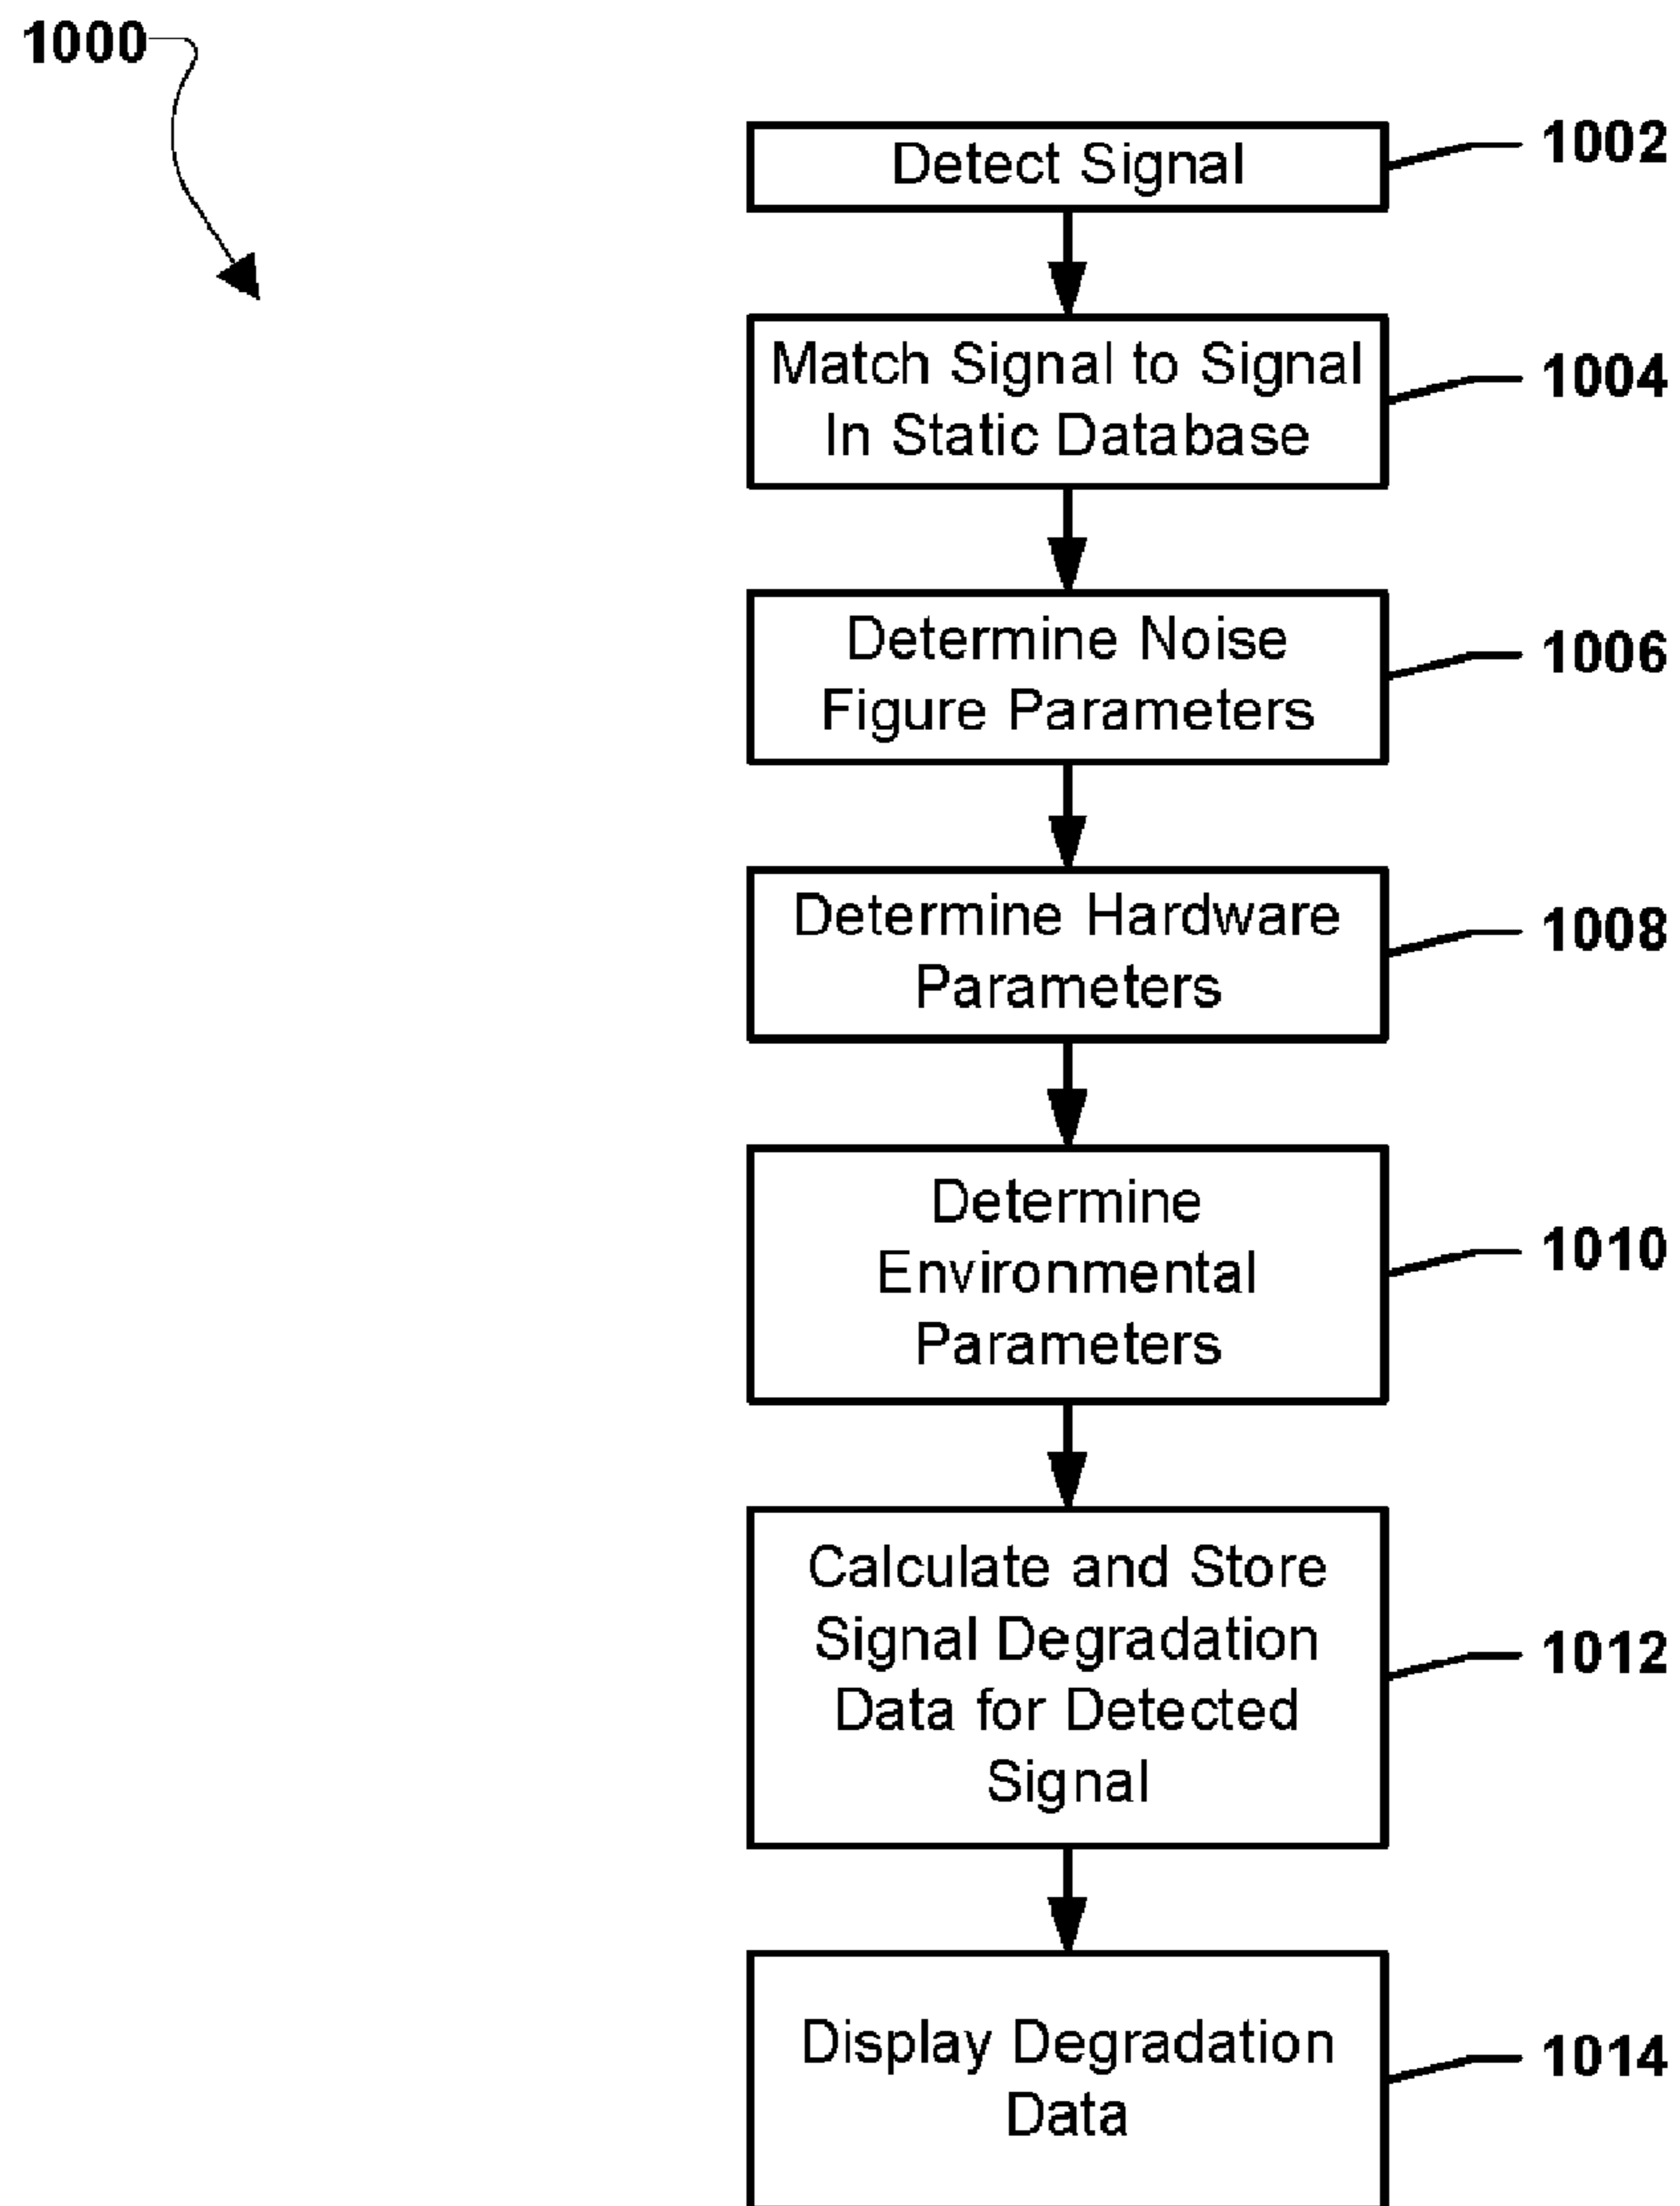 1000
Detect Signal
1002
Match Signal to Signal
In Static Database
1004
Determine Noise
Figure Parameters
1006
Determine Hardware
Parameters
1008
Determine
Environmental
Parameters
1010
Calculate and Store
Signal Degradation
Data for Detected
Signal
1012
Display Degradation
Data
1014